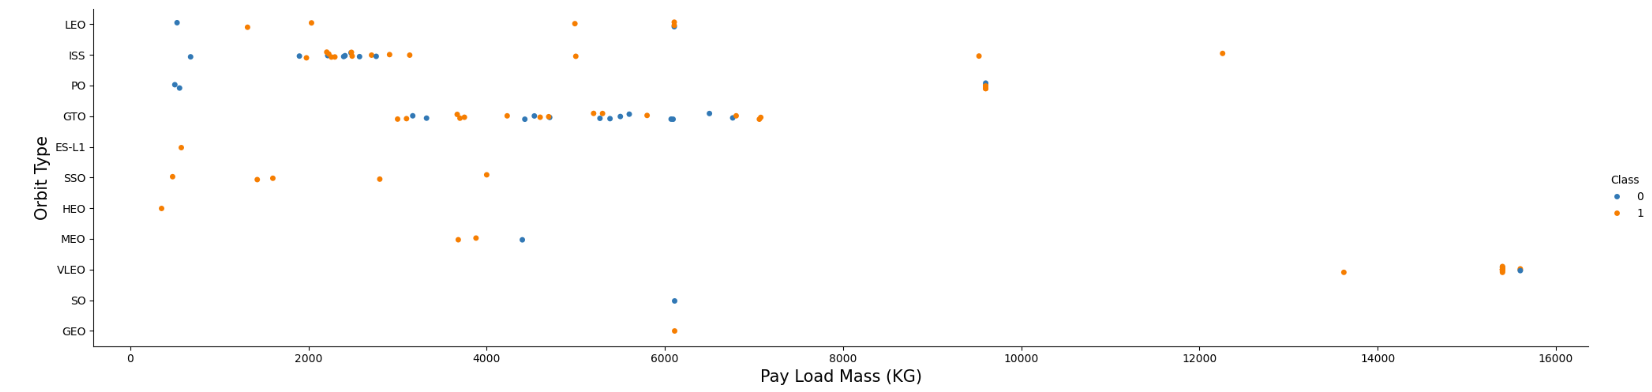 LEO
ISS
PO
GTO
ES-L1
SSO
HEO
MEO
VLEO
SO
GEO
Orbit Type
0 2000 4000 6000 8000 10000 12000 14000 16000
Pay Load Mass (KG)
Class
0
1